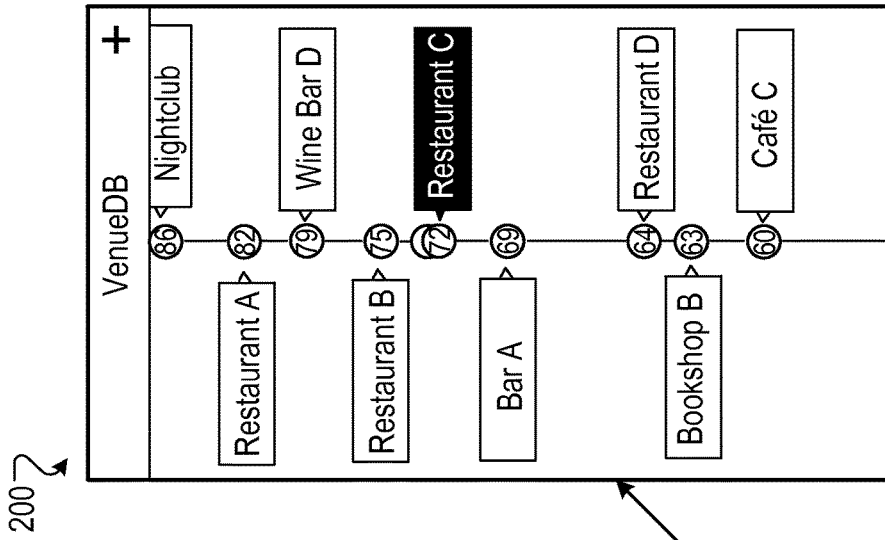 200
VenueDB
+
86
Nightclub
82
Restaurant A
79
Wine Bar D
75
Restaurant B
72
Restaurant C
69
Bar A
64
Restaurant D
63
Bookshop B
60
Café C